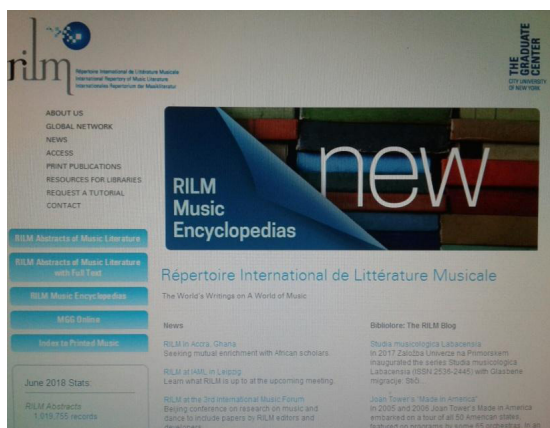 rilm
Répertoire International de Littérature Musicale
International Repertory of Music Literature
Internationales Repertorium der Musikliteratur
THE
GRADUATE
CENTER
CITY UNIVERSITY
OF NEW YORK
ABOUT US
GLOBAL NETWORK
NEWS
ACCESS
PRINT PUBLICATIONS
RESOURCES FOR LIBRARIES
REQUEST A TUTORIAL
CONTACT
RILM Abstracts of Music Literature
RILM Abstracts of Music Literature
with Full Text
RILM Music Encyclopedias
MGG Online
Index to Printed Music
June 2018 Stats:
RILM Abstracts
1 019 755 records
RILM
Music
Encyclopedias
new
Répertoire International de Littérature Musicale
The World's Writings on A World of Music
News
RILM in Accra, Ghana
Seeking mutual enrichment with African scholars.
RILM at IAML in Leipzig
Learn what RILM is up to at the upcoming meeting.
RILM at the 3rd International Music Forum
Beijing conference on research on music and
dance to include papers by RILM editors and
Bibliolore: The RILM Blog
Studia musicologica Labacensia
In 2017 Založba Univerze na Primorskem
inaugurated the series Studia musicologica
Labacensia (ISSN 2536-2445) with Glasbene
migracije:
Joan Tower's "Made in America"
In 2005 and 2006 Joan Tower's Made in America
embarked on a tour of all 50 American states,
featured on programs by some 65 orchestras. In an